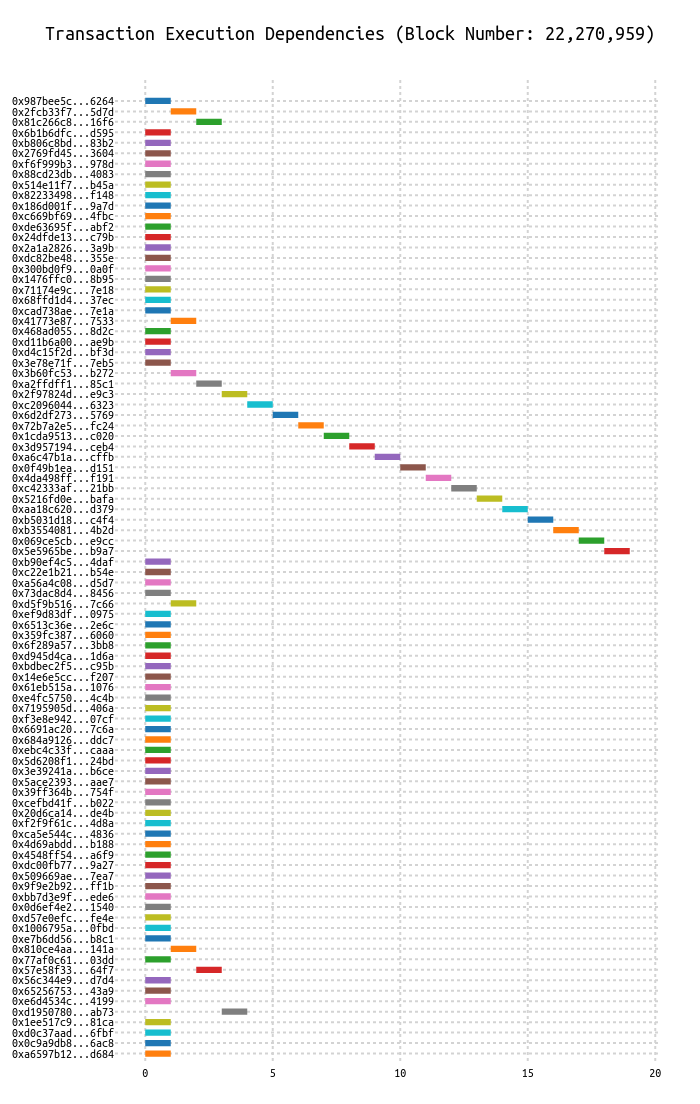 Transaction Execution Dependencies (Block Number: 22,270,959)
0x987bee5c...6264
0x2fcb33f7...5d7d
0x81c266c8...16f6
0x6b1b6dfc...d595
0xb806c8bd...83b2
0x2769fd45...3604
0xf6f999b3...978d
0x88cd23db...4083
0x514e11f7...b45a
0x82233498...f148
0x186d001f...9a7d
0xc669bf69...4fbc
0xde63695f...abf2
0x24dfde13...c79b
0x2a1a2826...3a9b
0xdc82be48...355e
0x300bd0f9...0a0f
0x1476ffc0...8b95
0x71174e9c...7e18
0x68ffd1d4...37ec
0xcad738ae...7e1a
0x41773e87...7533
0x468ad055...8d2c
0xd11b6a00...ae9b
0xd4c15f2d...bf3d
0x3e78e71f...7eb5
0x3b60fc53...b272
0xa2ffdff1...85c1
0x2f97824d...e9c3
0xc2096044...6323
0x6d2df273...5769
0x72b7a2e5...fc24
0x1cda9513...c020
0x3d957194...ceb4
0xa6c47b1a...cffb
0x0f49b1ea...d151
0x4da498ff...f191
0xc42333af...21bb
0x5216fd0e...bafa
0xaa18c620...d379
0xb5031d18...c4f4
0xb3554081...4b2d
0x069ce5cb...e9cc
0x5e5965be...b9a7
0xb90ef4c5...4daf
0xc22e1b21...b54e
0xa56a4c08...d5d7
0x73dac8d4...8456
0xd5f9b516...7c66
0xef9d83df...0975
0x6513c36e...2e6c
0x359fc387...6060
0x6f289a57...3bb8
0xd945d4ca...1d6a
0xbdbec2f5...c95b
0x14e6e5cc...f207
0x61eb515a...1076
0xe4fc5750...4c4b
0x7195905d...406a
0xf3e8e942...07cf
0x6691ac20...7c6a
0x684a9126...ddc7
0xebc4c33f...caaa
0x5d6208f1...24bd
0x3e39241a...b6ce
0x5ace2393...aae7
0x39ff364b...754f
0xcefbd41f...b022
0x20d6ca14...de4b
0xf2f9f61c...4d8a
0xca5e544c...4836
0x4d69abdd...b188
0x4548ff54...a6f9
0xdc00fb77...9a27
0x509669ae...7ea7
0x9f9e2b92...ff1b
0xbb7d3e9f...ede6
0x0d6ef4e2...1540
0xd57e0efc...fe4e
0x1006795a...0fbd
0xe7b6dd56...b8c1
0x810ce4aa...141a
0x77af0c61...03dd
0x57e58f33...64f7
0x56c344e9...d7d4
0x65256753...43a9
0xe6d4534c...4199
0xd1950780...ab73
0x1ee517c9...81ca
0xd0c37aad...6fbf
0x0c9a9db8...6ac8
0xa6597b12...d684
0 5 10 15 20